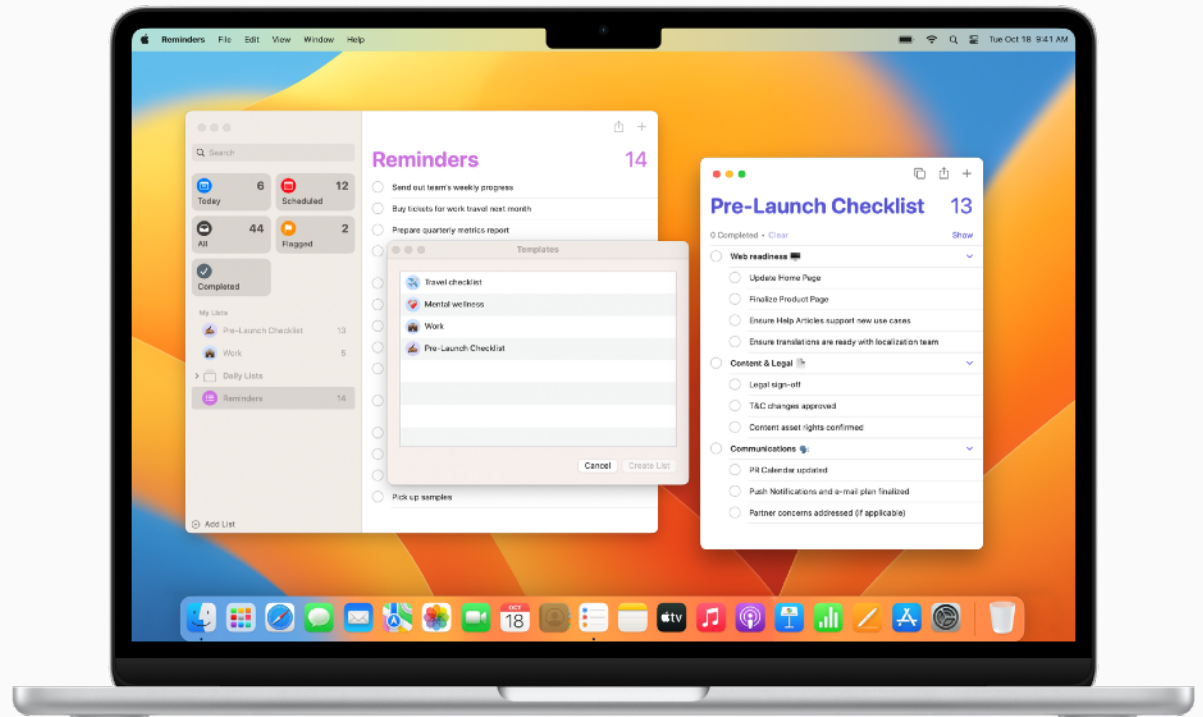 Reminders File Edit View Window Help
Tue Oct 18 9:41 AM
Search
6
Today
12
Scheduled
44
All
2
Flagged
Completed
My Lists
Pre-Launch Checklist 13
Work 5
Daily Lists
Reminders 14
Add List
Reminders 14
Send out team's weekly progress
Buy tickets for work travel next month
Prepare quarterly metrics report
Pick up samples
Templates
Travel checklist
Mental wellness
Work
Pre-Launch Checklist
Cancel Create List
Pre-Launch Checklist 13
0 Completed • Clear Show
Web readiness
Update Home Page
Finalize Product Page
Ensure Help Articles support new use cases
Ensure translations are ready with localization team
Content & Legal
Legal sign-off
T&C changes approved
Content asset rights confirmed
Communications
PR Calendar updated
Push Notifications and e-mail plan finalized
Partner concerns addressed (if applicable)
OCT
18
tv